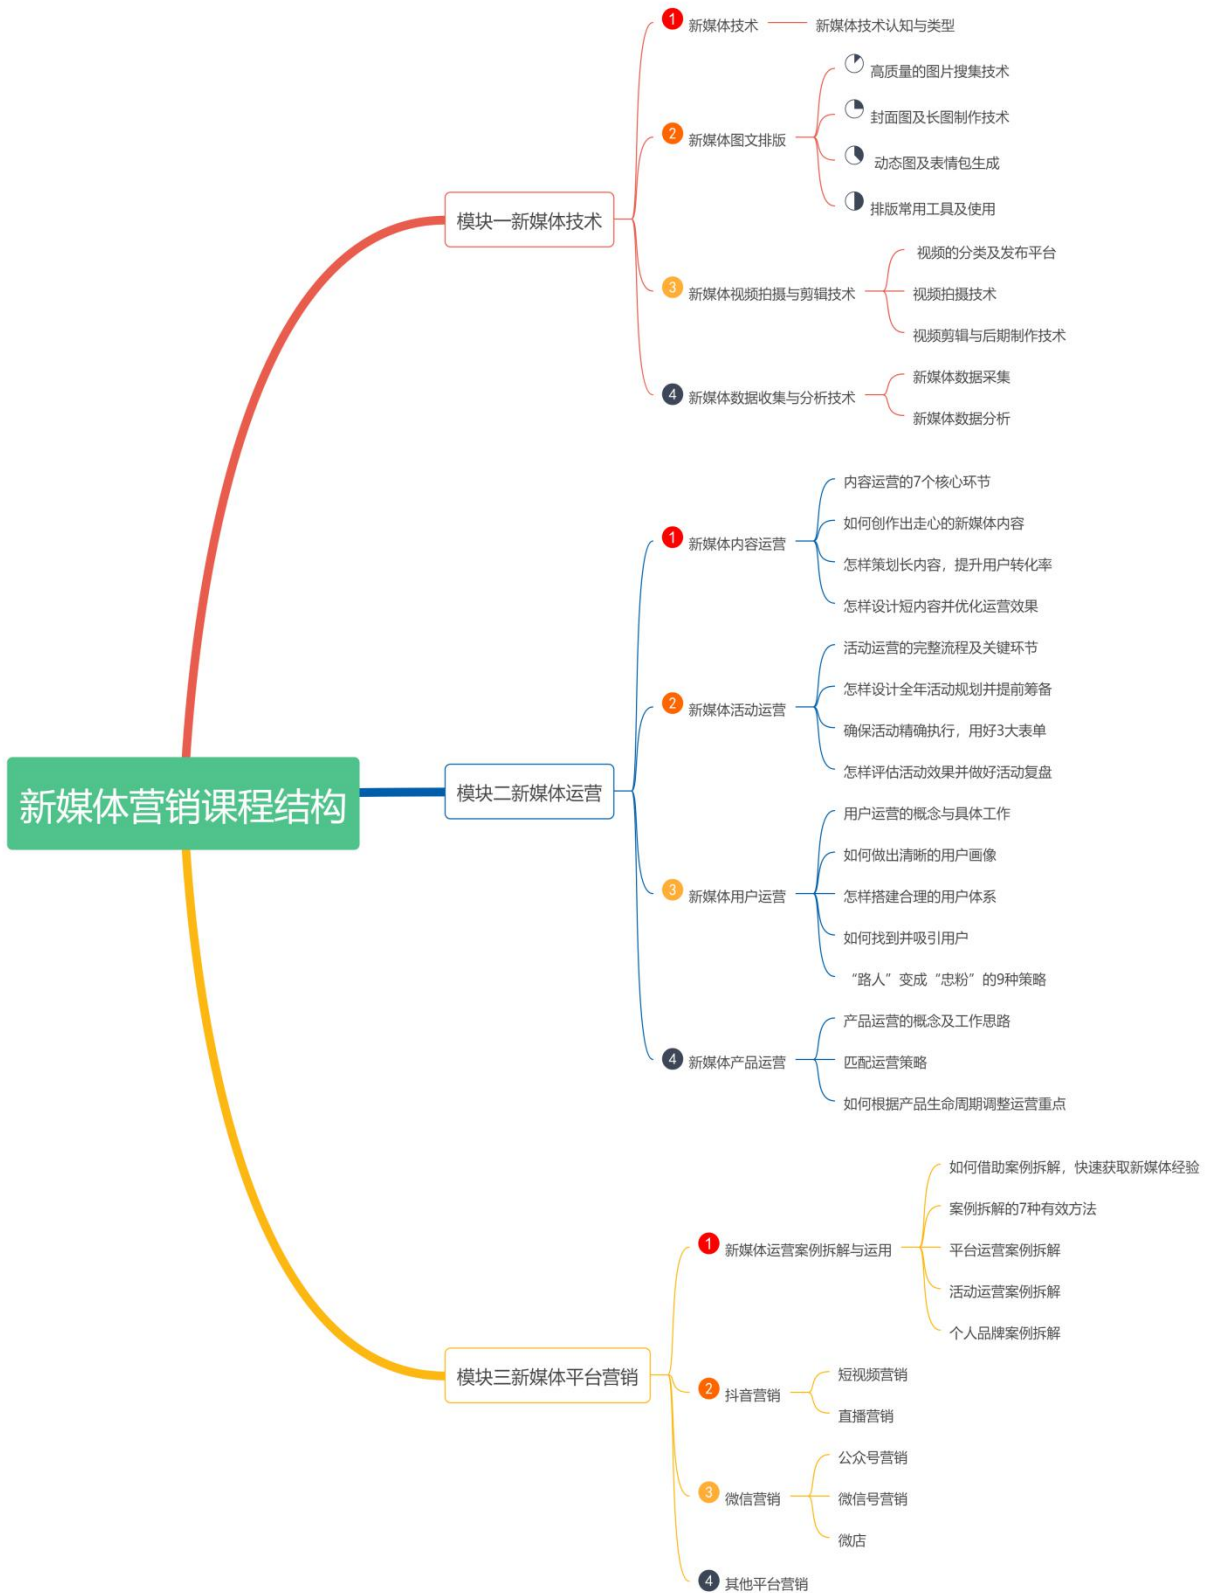 新媒体营销课程结构
模块一新媒体技术
1 新媒体技术
新媒体技术认知与类型
2 新媒体图文排版
高质量的图片搜集技术
封面图及长图制作技术
动态图及表情包生成
排版常用工具及使用
3 新媒体视频拍摄与剪辑技术
视频的分类及发布平台
视频拍摄技术
视频剪辑与后期制作技术
4 新媒体数据收集与分析技术
新媒体数据采集
新媒体数据分析
模块二新媒体运营
1 新媒体内容运营
内容运营的7个核心环节
如何创作出走心的新媒体内容
怎样策划长内容，提升用户转化率
怎样设计短内容并优化运营效果
2 新媒体活动运营
活动运营的完整流程及关键环节
怎样设计全年活动规划并提前筹备
确保活动精确执行，用好3大表单
怎样评估活动效果并做好活动复盘
3 新媒体用户运营
用户运营的概念与具体工作
如何做出清晰的用户画像
怎样搭建合理的用户体系
如何找到并吸引用户
“路人”变成“忠粉”的9种策略
4 新媒体产品运营
产品运营的概念及工作思路
匹配运营策略
如何根据产品生命周期调整运营重点
模块三新媒体平台营销
1 新媒体运营案例拆解与运用
如何借助案例拆解，快速获取新媒体经验
案例拆解的7种有效方法
平台运营案例拆解
活动运营案例拆解
个人品牌案例拆解
2 抖音营销
短视频营销
直播营销
3 微信营销
公众号营销
微信号营销
微店
4 其他平台营销